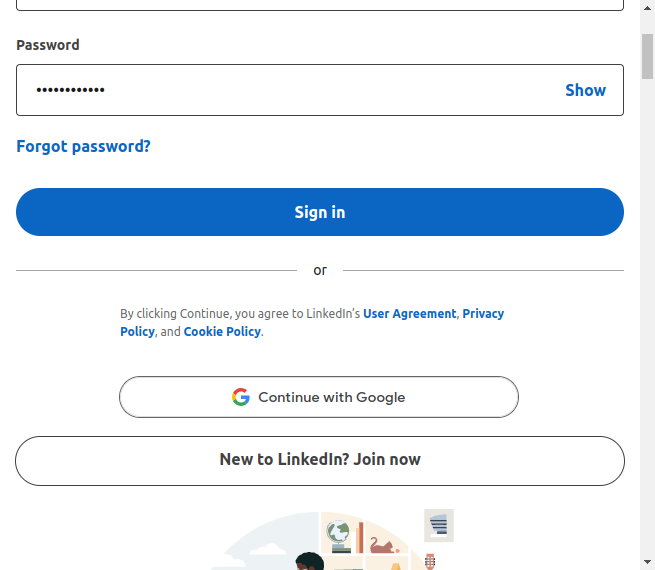 Password
••••••••••••
Show
Forgot password?
Sign in
or
By clicking Continue, you agree to LinkedIn's User Agreement, Privacy
Policy, and Cookie Policy.
Continue with Google
New to LinkedIn? Join now